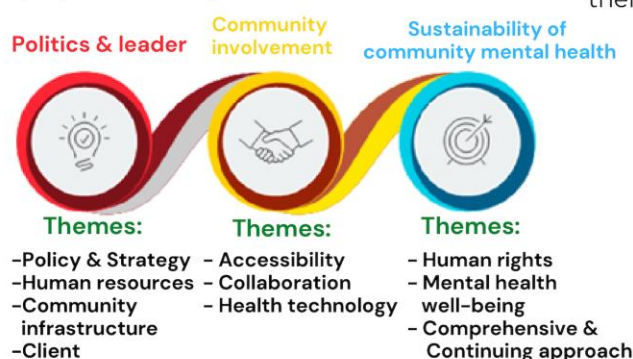 Politics & leader
Community
involvement
Sustainability of
community mental health
Themes:
-Policy & Strategy
-Human resources
-Community
infrastructure
-Client
Themes:
- Accessibility
- Collaboration
- Health technology
Themes:
- Human rights
- Mental health
well-being
- Comprehensive &
Continuing approach